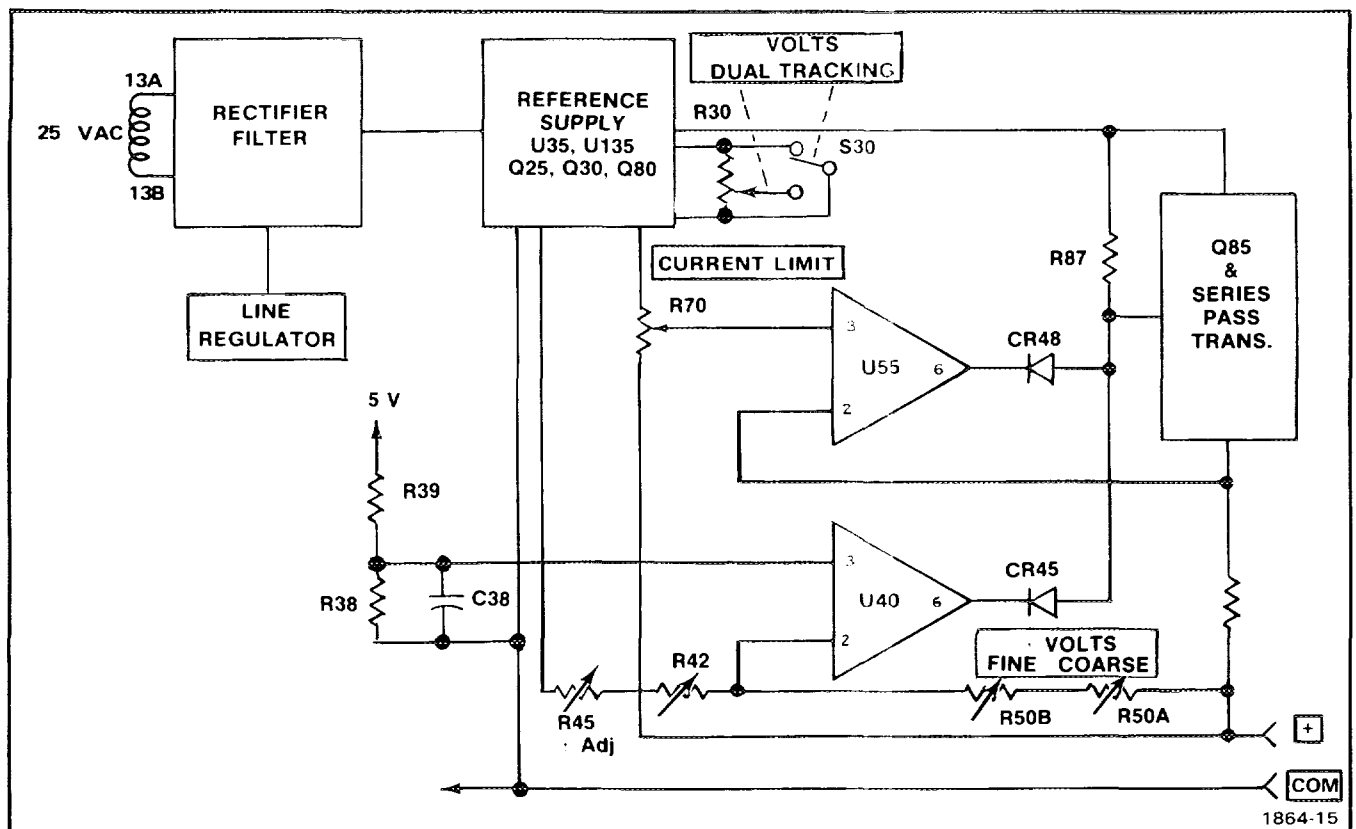 VOLTS
DUAL TRACKING
13A
25 VAC
13B
RECTIFIER
FILTER
REFERENCE
SUPPLY
U35, U135
Q25, Q30, Q80
R30
S30
LINE
REGULATOR
CURRENT LIMIT
R70
R87
Q85
&
SERIES
PASS
TRANS.
3
U55
6
2
CR48
5 V
R39
R38
C38
3
U40
6
2
CR45
R42
VOLTS
FINE COARSE
R45
Adj
R50B
R50A
+
COM
1864-15